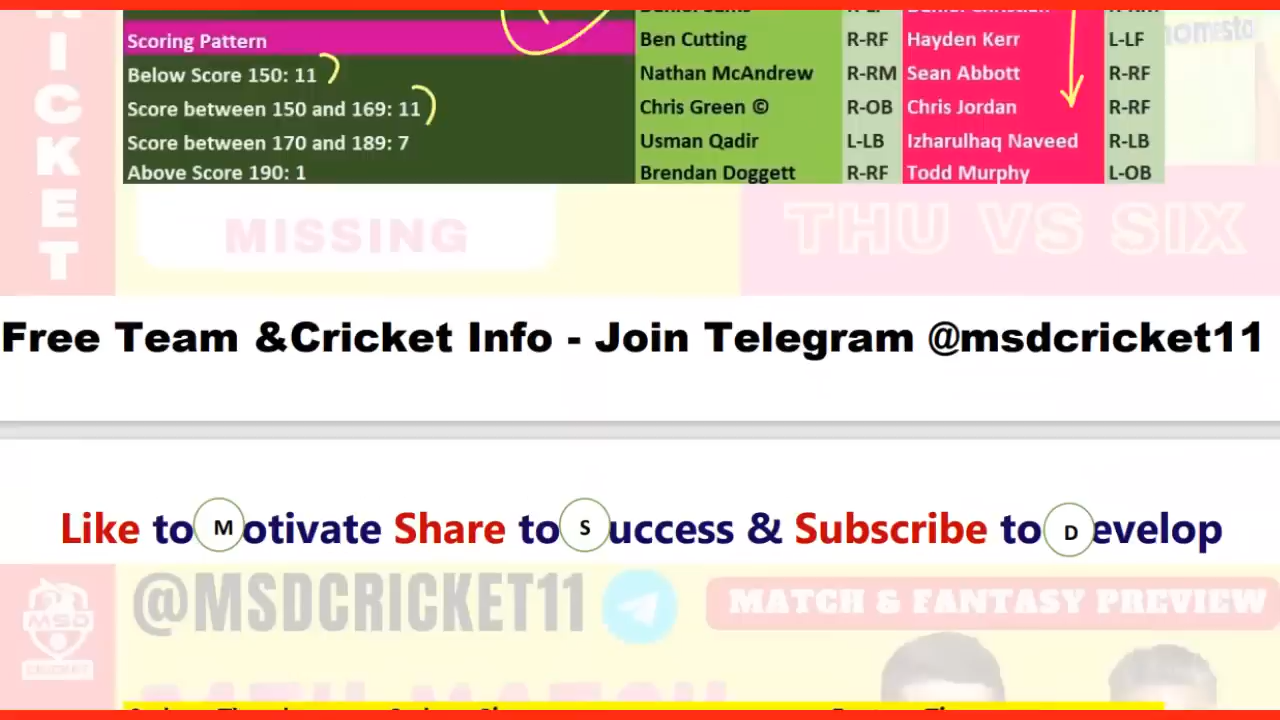 ICKET
Scoring Pattern
Below Score 150: 11
Score between 150 and 169: 11
Score between 170 and 189: 7
Above Score 190: 1
Ben Cutting R-RF Hayden Kerr L-LF
Nathan McAndrew R-RM Sean Abbott R-RF
Chris Green © R-OB Chris Jordan R-RF
Usman Qadir L-LB Izharulhaq Naveed R-LB
Brendan Doggett R-RF Todd Murphy L-OB
MISSING
THU VS SIX
Free Team &Cricket Info - Join Telegram @msdcricket11
Like to Motivate Share to Success & Subscribe to Develop
@MSDCRICKET11
MATCH & FANTASY PREVIEW
MSD
CRICKET